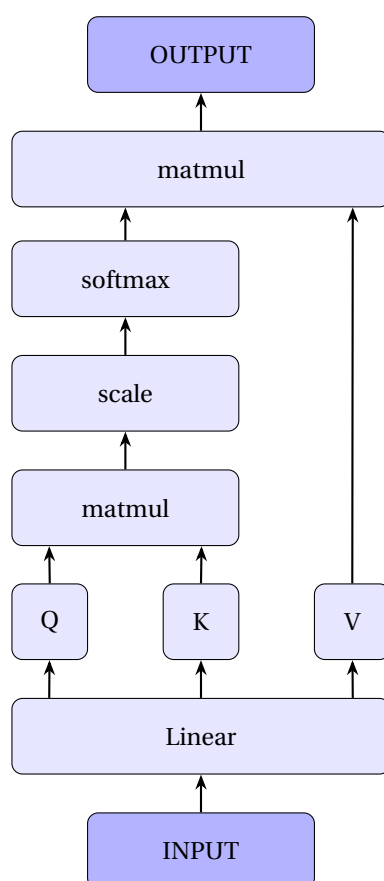 OUTPUT
matmul
softmax
scale
matmul
Q K V
Linear
INPUT